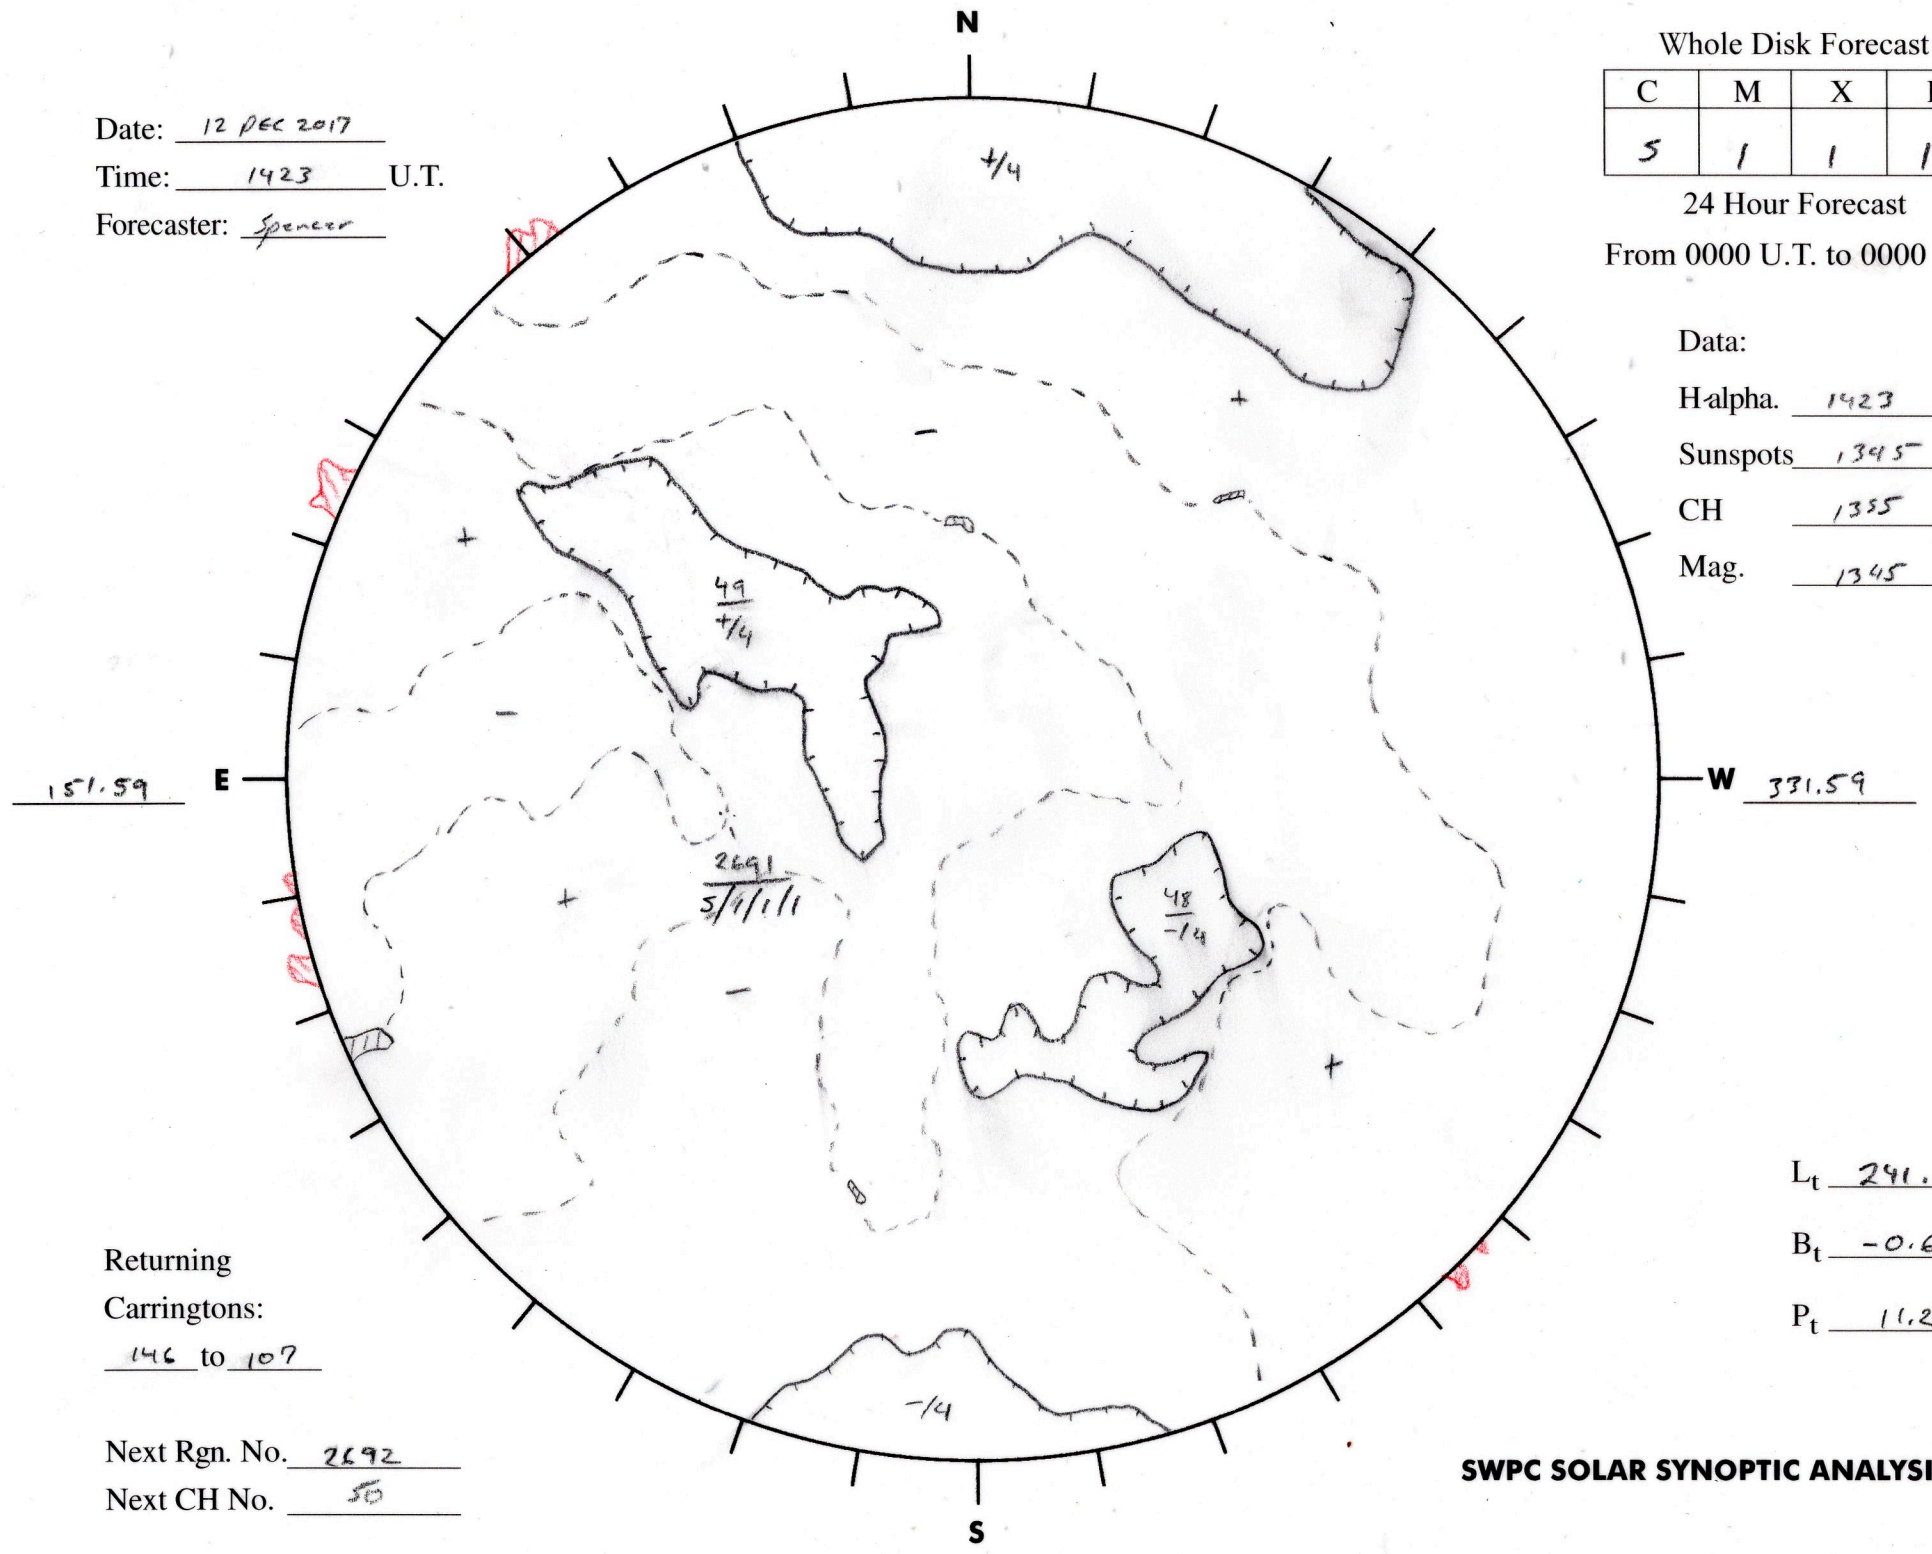 N
Whole Disk Forecast
C M X
5 1 1 1
24 Hour Forecast
From 0000 U.T. to 0000
Date: 12 DEC 2017
Time: 1423 U.T.
Forecaster: Spencer
+/4
Data:
H-alpha. 1423
Sunspots 1345
CH 1355
Mag. 1345
+
-
+
49
+/4
-
151.59 E
W 331.59
2691
5/1/1/1
+
48
-/4
-
+
Lt 241.
Bt -0.6
Pt 11.2
Returning
Carringtons:
146 to 107
-/4
Next Rgn. No. 2692
Next CH No. 50
SWPC SOLAR SYNOPTIC ANALYSI
S